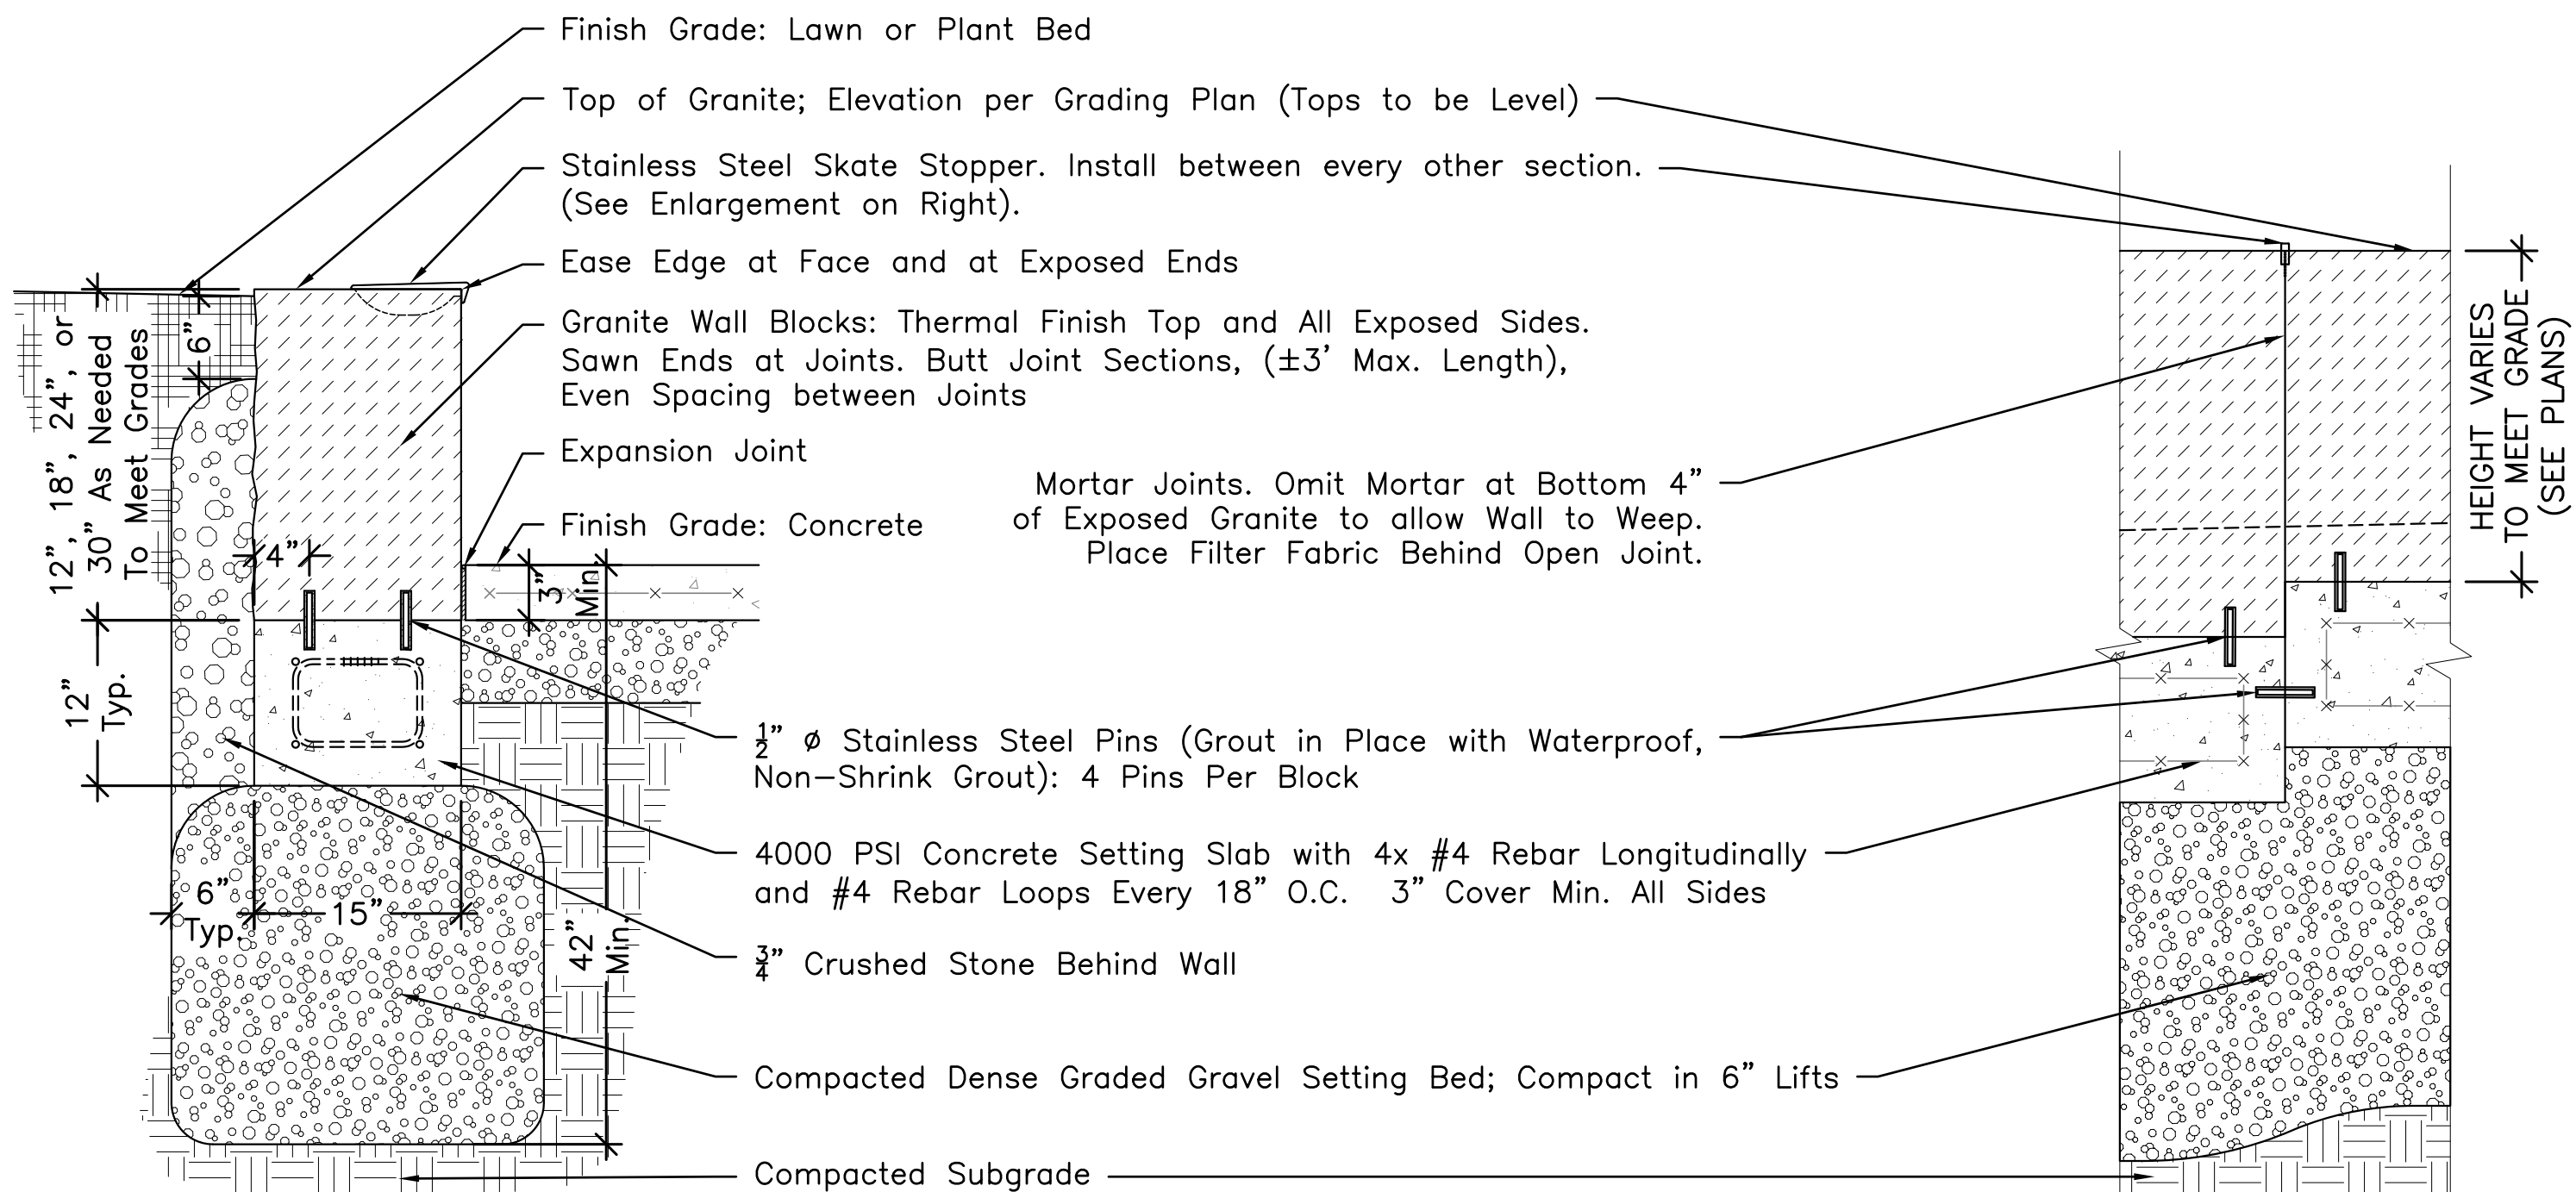 Finish Grade: Lawn or Plant Bed
Top of Granite; Elevation per Grading Plan (Tops to be Level)
Stainless Steel Skate Stopper. Install between every other section.
(See Enlargement on Right).
Ease Edge at Face and at Exposed Ends
Granite Wall Blocks: Thermal Finish Top and All Exposed Sides.
Sawn Ends at Joints. Butt Joint Sections, (±3' Max. Length),
Even Spacing between Joints
Expansion Joint
Finish Grade: Concrete
Mortar Joints. Omit Mortar at Bottom 4"
of Exposed Granite to allow Wall to Weep.
Place Filter Fabric Behind Open Joint.
½" ø Stainless Steel Pins (Grout in Place with Waterproof,
Non-Shrink Grout): 4 Pins Per Block
4000 PSI Concrete Setting Slab with 4x #4 Rebar Longitudinally
and #4 Rebar Loops Every 18" O.C. 3" Cover Min. All Sides
¾" Crushed Stone Behind Wall
Compacted Dense Graded Gravel Setting Bed; Compact in 6" Lifts
Compacted Subgrade
12", 18", 24", or
30" As Needed
To Meet Grades
6"
4"
3"
Min.
12"
Typ.
6"
Typ.
15"
42"
Min.
HEIGHT VARIES
TO MEET GRADE
(SEE PLANS)